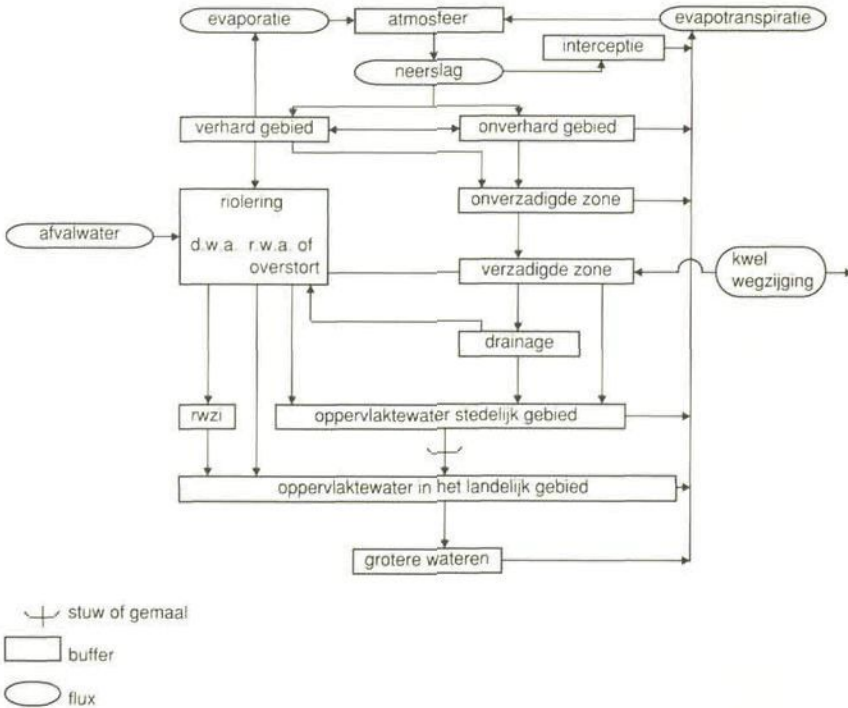 evaporatie
atmosfeer
evapotranspiratie
interceptie
neerslag
verhard gebied
onverhard gebied
riolering
onverzadigde zone
afvalwater
d.w.a. r.w.a. of
overstort
verzadigde zone
kwel
wegzijging
drainage
rwzi
oppervlaktewater stedelijk gebied
oppervlaktewater in het landelijk gebied
grotere wateren
stuw of gemaal
buffer
flux